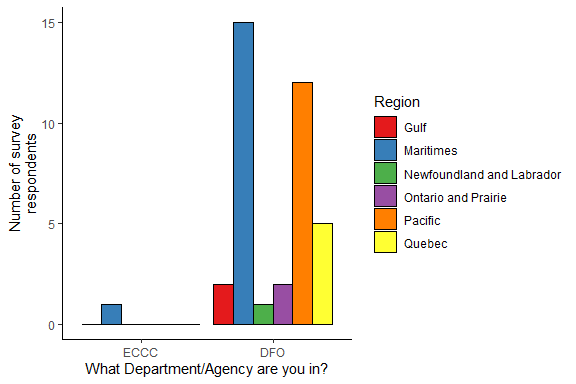 15
10
5
0
Number of survey
respondents
ECCC
DFO
What Department/Agency are you in?
Region
Gulf
Maritimes
Newfoundland and Labrador
Ontario and Prairie
Pacific
Quebec